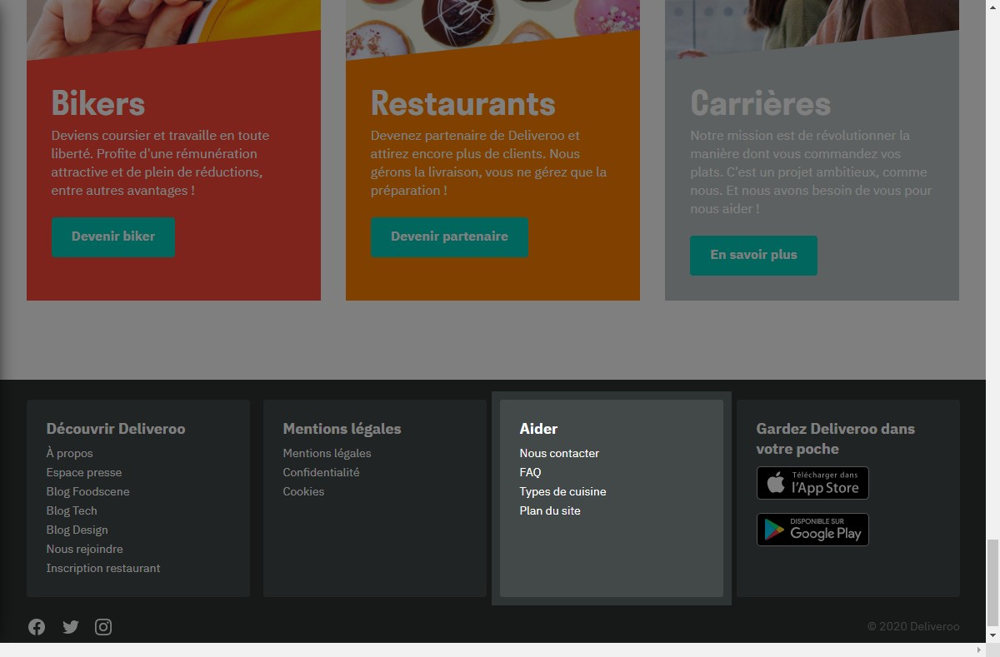 Bikers
Deviens coursier et travaille en toute
liberté. Profite d'une rémunération
attractive et de plein de réductions,
entre autres avantages !
Devenir biker
Restaurants
Devenez partenaire de Deliveroo et
attirez encore plus de clients. Nous
gérons la livraison, vous ne gérez que la
préparation !
Devenir partenaire
Carrières
Notre mission est de révolutionner la
manière dont vous commandez vos
plats. C'est un projet ambitieux, comme
nous. Et nous avons besoin de vous pour
nous aider !
En savoir plus
Découvrir Deliveroo
À propos
Espace presse
Blog Foodscene
Blog Tech
Blog Design
Nous rejoindre
Inscription restaurant
Mentions légales
Mentions légales
Confidentialité
Cookies
Aider
Nous contacter
FAQ
Types de cuisine
Plan du site
Gardez Deliveroo dans
votre poche
Télécharger dans
l'App Store
DISPONIBLE SUR
Google Play
© 2020 Deliveroo